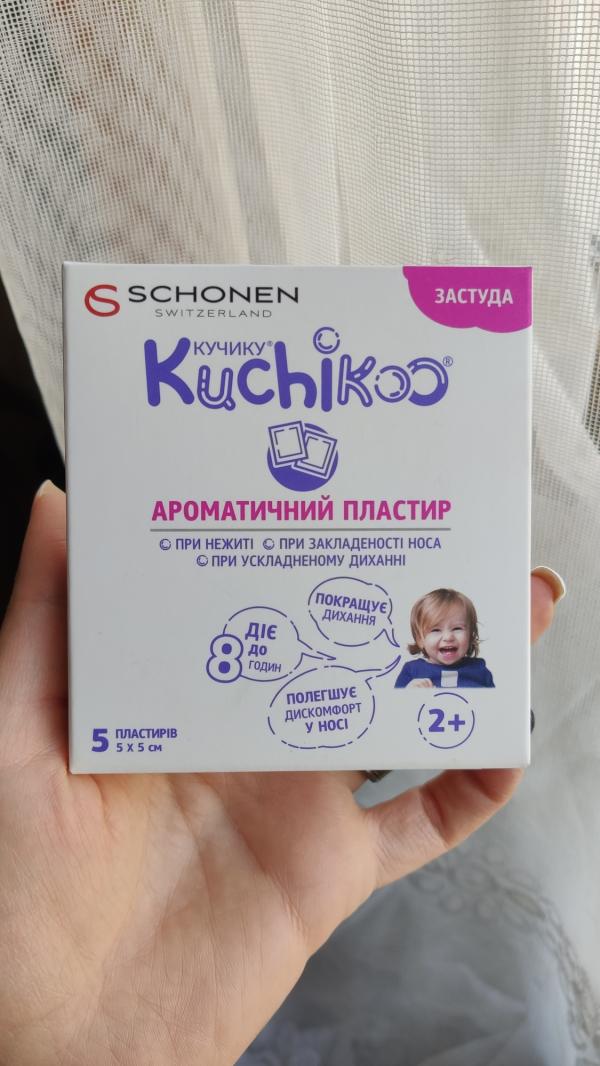 SCHONEN
SWITZERLAND
ЗАСТУДА
КУЧИКУ®
Kuchikoo®
АРОМАТИЧНИЙ ПЛАСТИР
ПРИ НЕЖИТІ ПРИ ЗАКЛАДЕНОСТІ НОСА
ПРИ УСКЛАДНЕНОМУ ДИХАННІ
ПОКРАЩУЄ
ДИХАННЯ
ДІЄ
8 ДО
ГОДИН
ПОЛЕГШУЄ
ДИСКОМФОРТ
У НОСІ
2+
5 ПЛАСТИРІВ
5 X 5 СМ